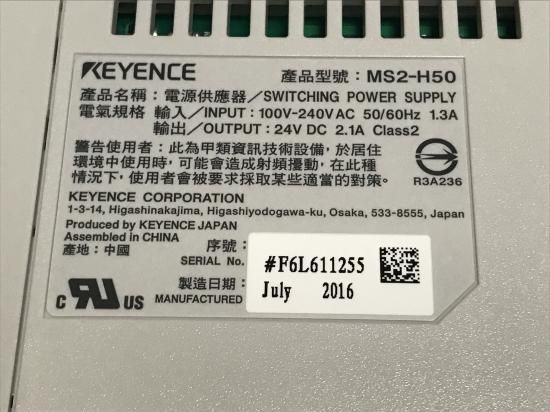 KEYENCE 產品型號：MS2-H50
產品名稱：電源供應器／SWITCHING POWER SUPPLY
電氣規格 輸入／INPUT : 100V-240V AC 50/60Hz 1.3A
輸出／OUTPUT : 24V DC 2.1A Class2
警告使用者：此為甲類資訊技術設備，於居住
環境中使用時，可能會造成射頻擾動，在此種
情況下，使用者會被要求採取某些適當的對策。
R3A236
KEYENCE CORPORATION
1-3-14, Higashinakajima, Higashiyodogawa-ku, Osaka, 533-8555, Japan
Produced by KEYENCE JAPAN
Assembled in CHINA
產地：中國
序號：
SERIAL No.
#F6L611255
製造日期：
MANUFACTURED
July 2016
c RU US